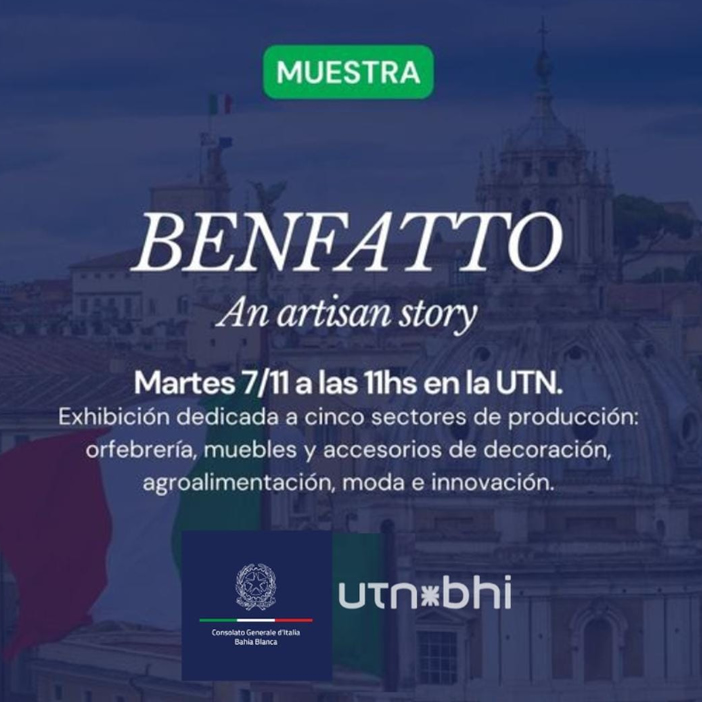 MUESTRA
BENFATTO
An artisan story
Martes 7/11 a las 11hs en la UTN.
Exhibición dedicada a cinco sectores de producción:
orfebrería, muebles y accesorios de decoración,
agroalimentación, moda e innovación.
Consolato Generale d'Italia
Bahia Blanca
utn*bhi